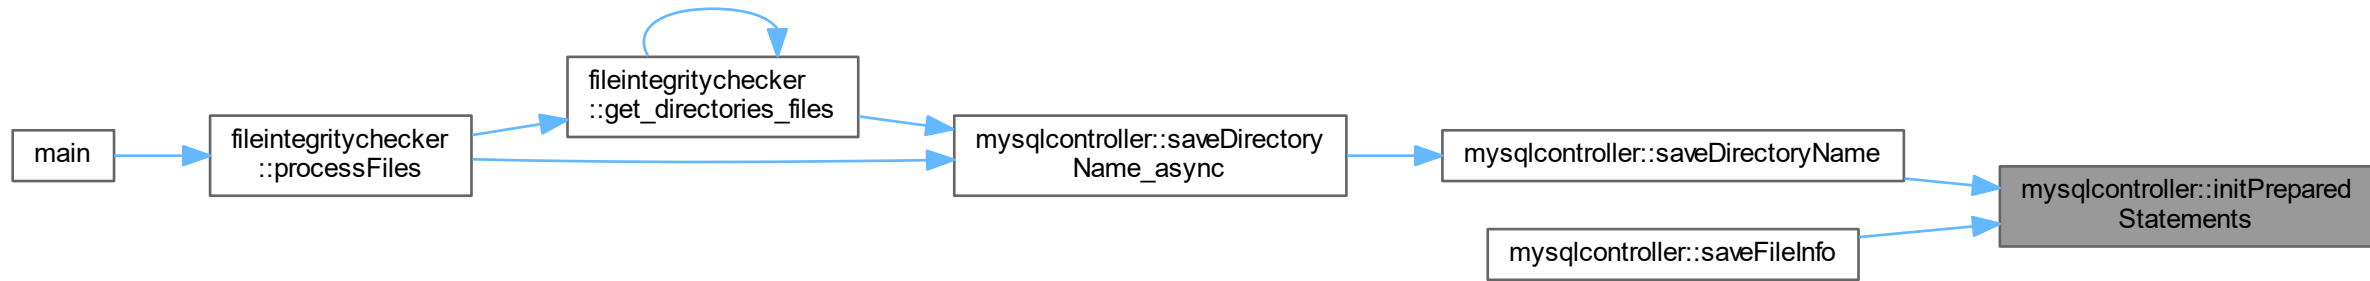 main
fileintegritychecker
::processFiles
fileintegritychecker
::get_directories_files
mysqlcontroller::saveDirectory
Name_async
mysqlcontroller::saveDirectoryName
mysqlcontroller::saveFileInfo
mysqlcontroller::initPrepared
Statements